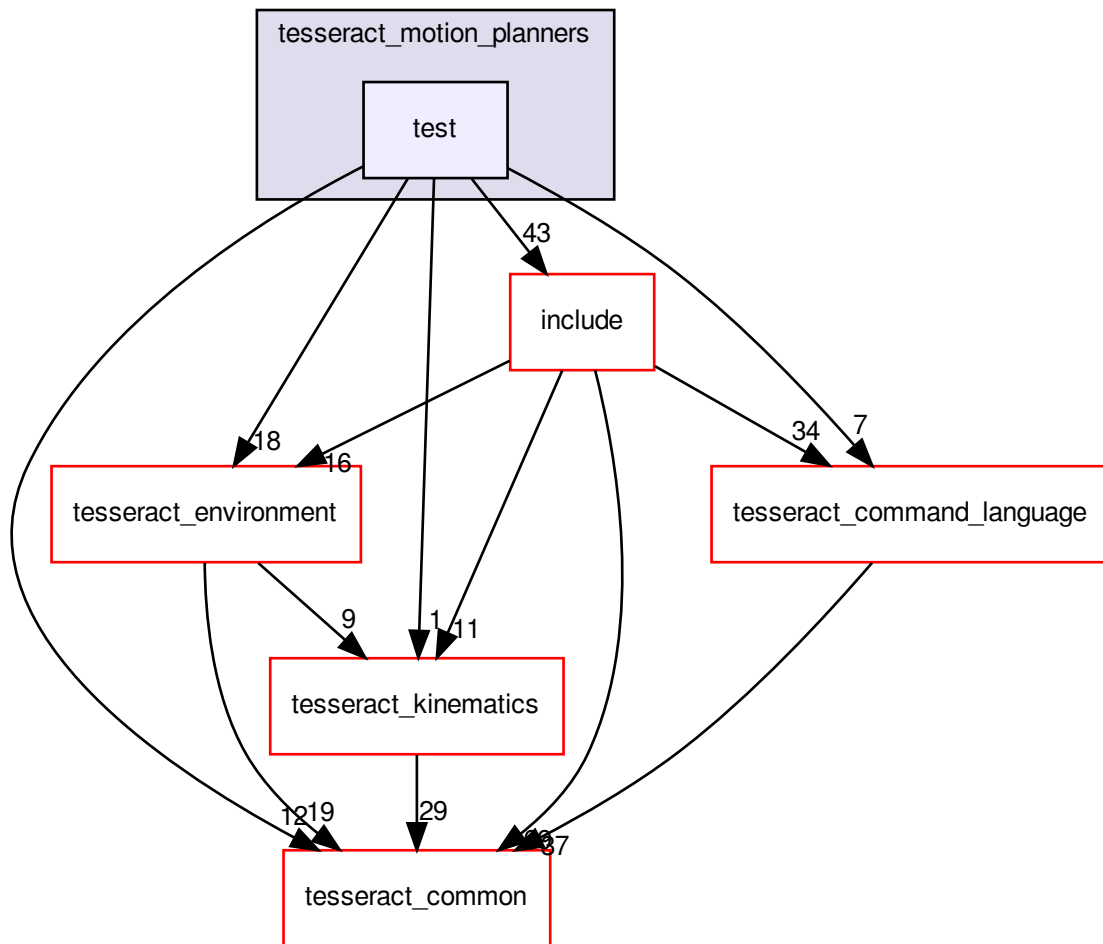 tesseract_motion_planners
test
43
include
18
16
34
7
tesseract_environment
tesseract_command_language
9
1
11
tesseract_kinematics
12
19
29
37
tesseract_common